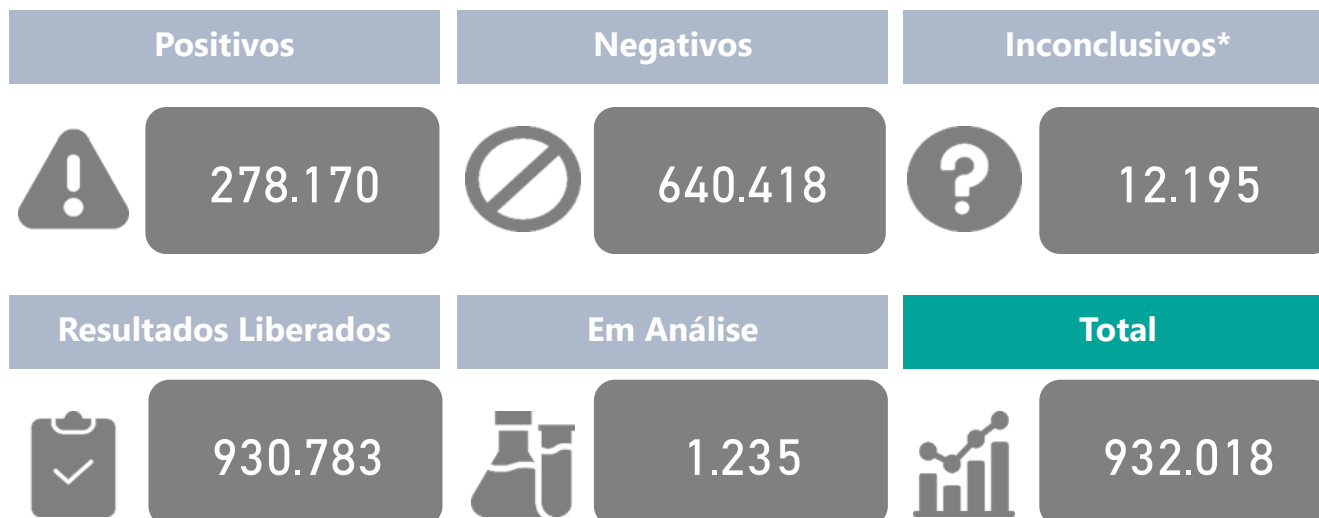 Positivos
Negativos
Inconclusivos*
278.170
640.418
12.195
Resultados Liberados
Em Análise
Total
930.783
1.235
932.018